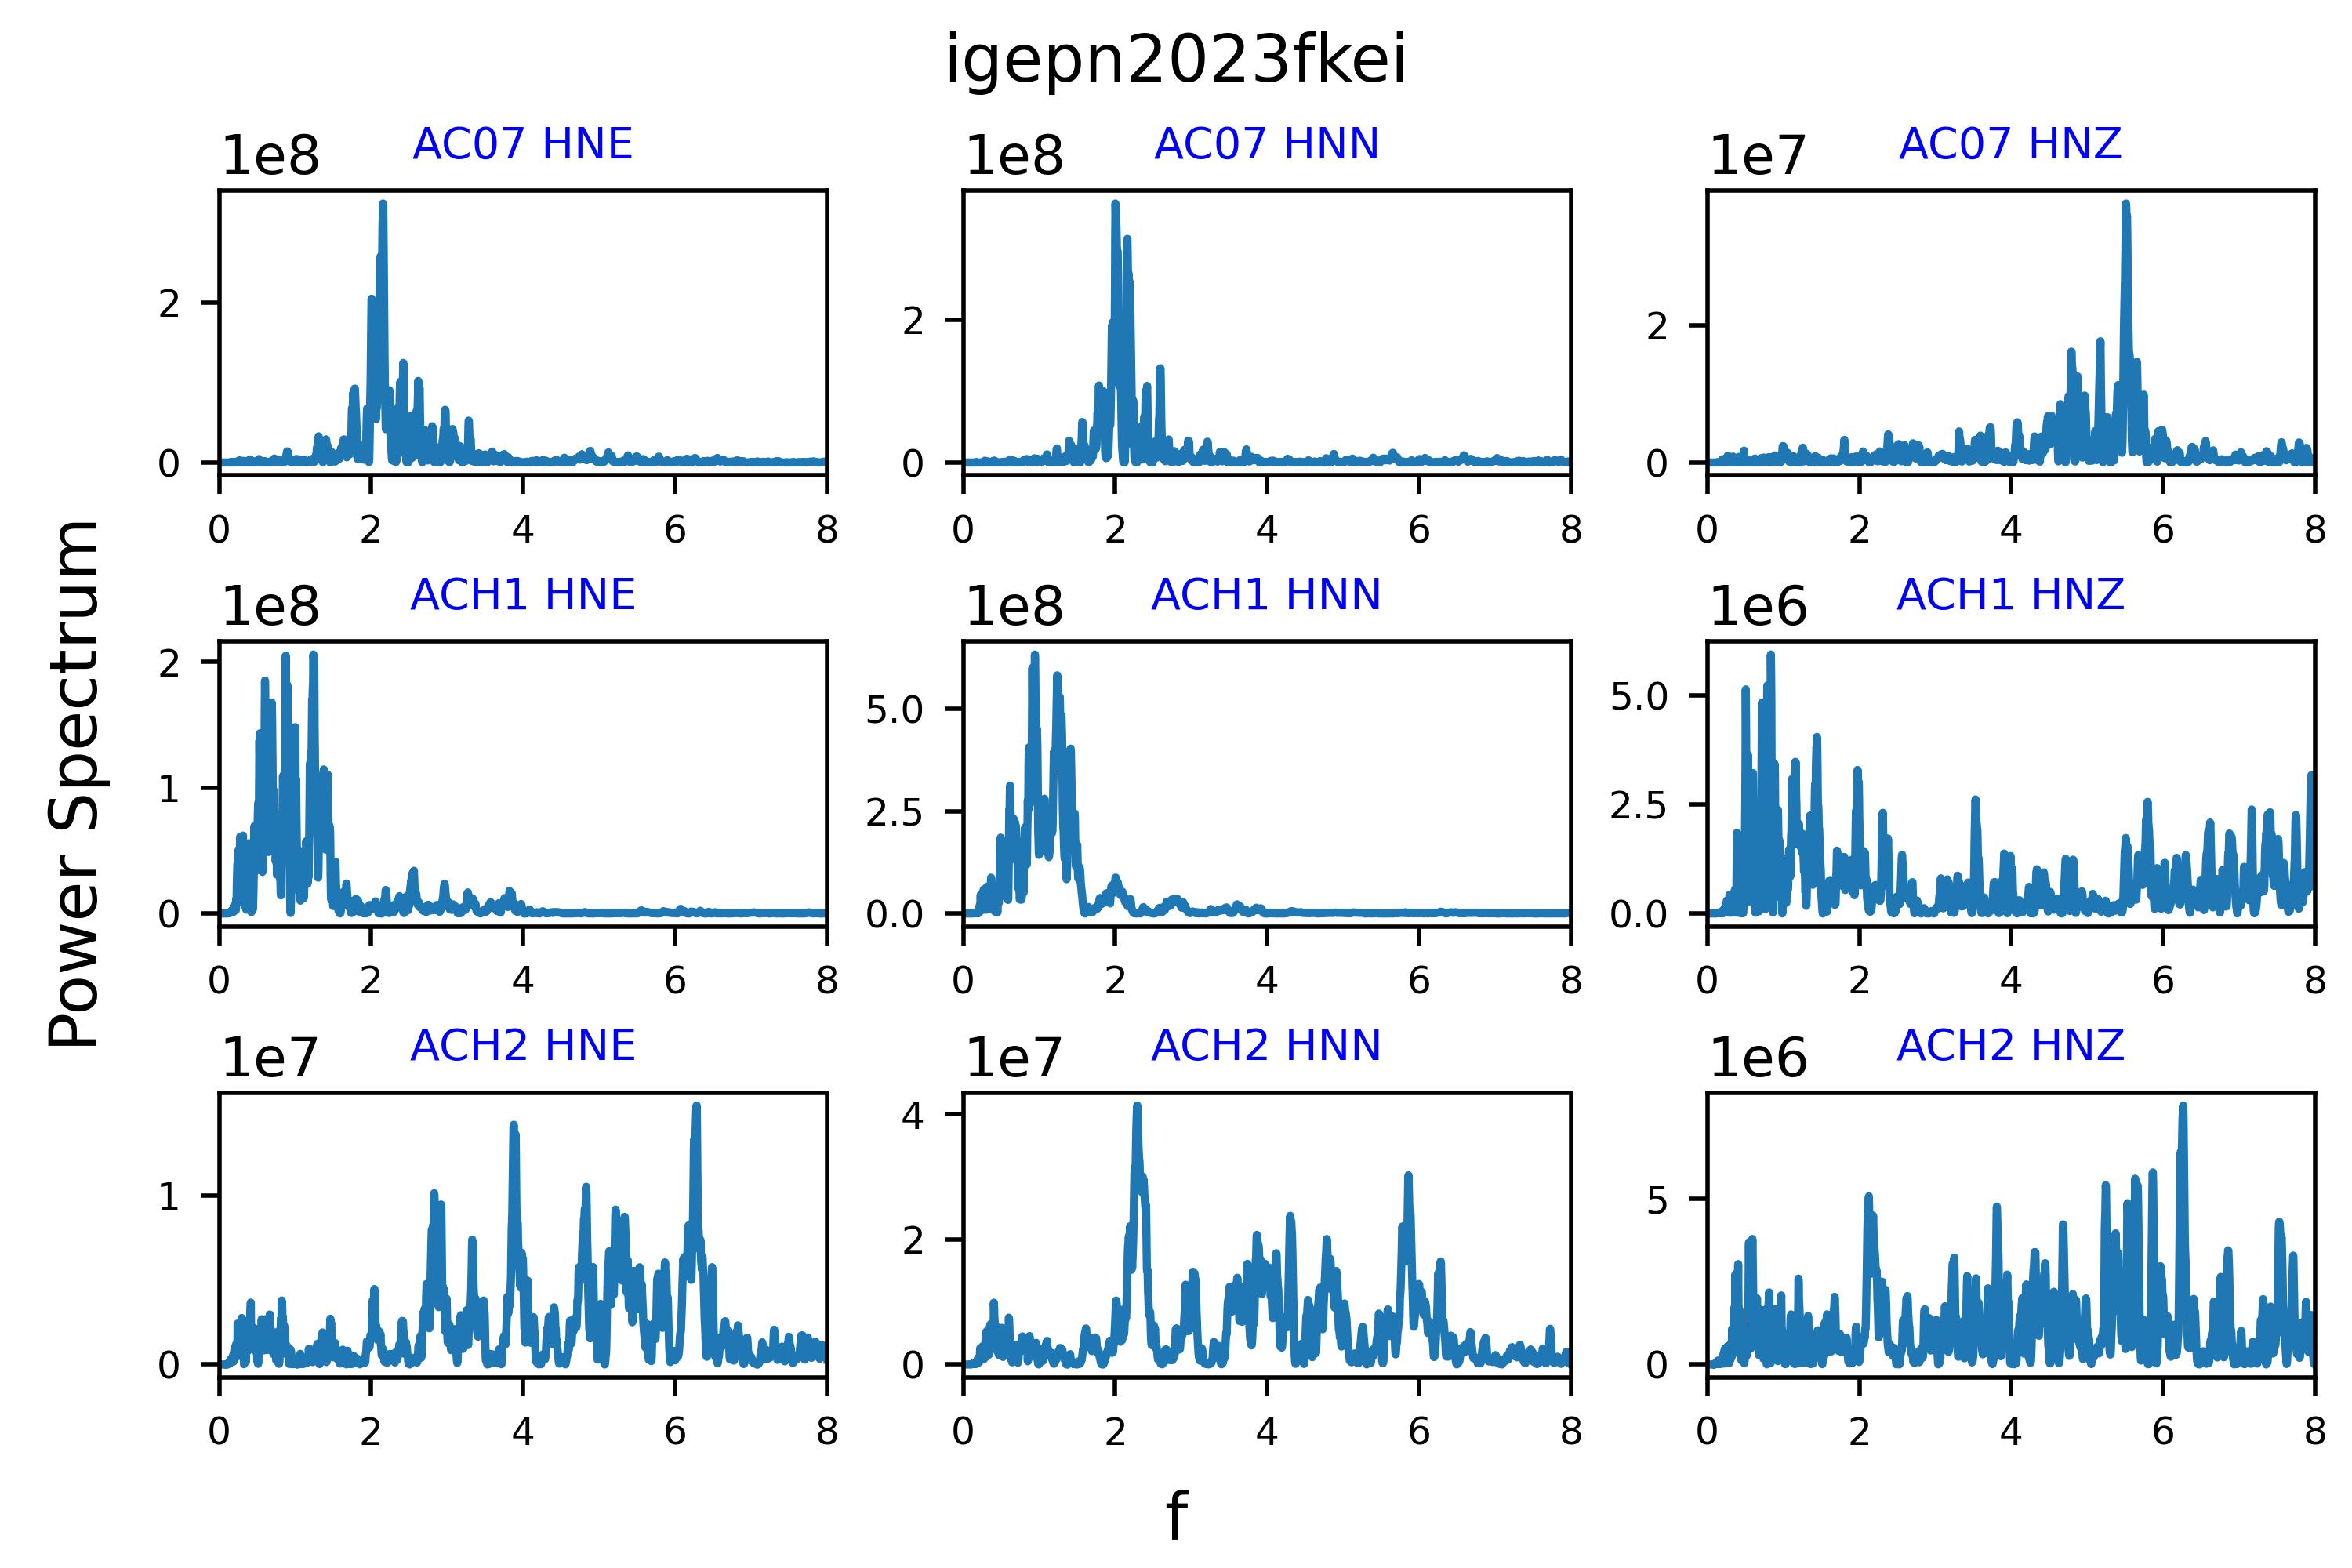 igepn2023fkei
1e8 AC07 HNE
2
0
0 2 4 6 8
1e8 AC07 HNN
2
0
0 2 4 6 8
1e7 AC07 HNZ
2
0
0 2 4 6 8
Power Spectrum
1e8 ACH1 HNE
2
1
0
0 2 4 6 8
1e8 ACH1 HNN
5.0
2.5
0.0
0 2 4 6 8
1e6 ACH1 HNZ
5.0
2.5
0.0
0 2 4 6 8
1e7 ACH2 HNE
1
0
0 2 4 6 8
1e7 ACH2 HNN
4
2
0
0 2 4 6 8
1e6 ACH2 HNZ
5
0
0 2 4 6 8
f